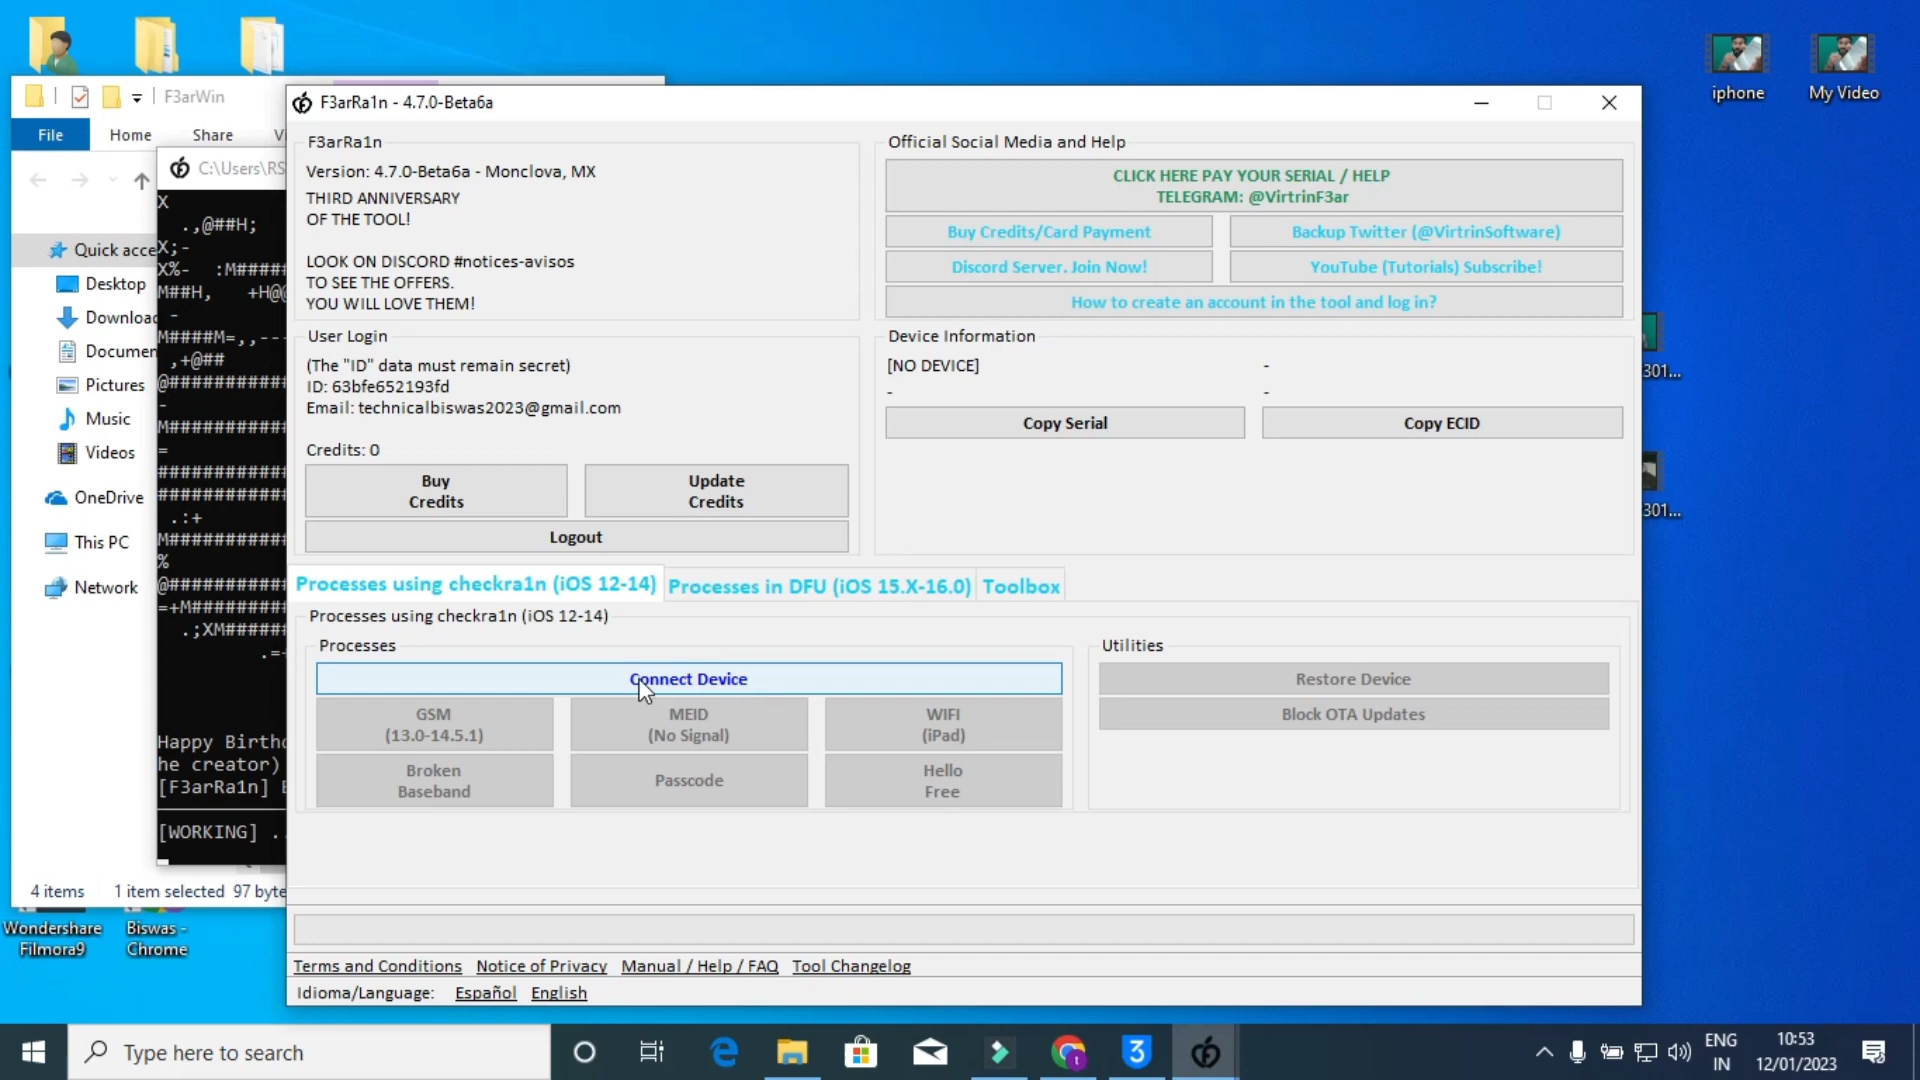 iphone
My Video
F3arWin
File
Home
Share
Quick acce
Desktop
Downloac
Documen
Pictures
Music
Videos
OneDrive
This PC
Network
4 items 1 item selected 97 byte
Wondershare
Filmora9
Biswas -
Chrome
C:\Users\RS
X
.,@##H;
X;-
X%- :M#####
M##H, +H@@
-
M####M=,,---
,+@##
@############
-
M############
=
#############
#############
.:+
M############
%
@############
=+M##########
.;XM######
.=+
Happy Birthd
he creator)
[F3arRa1n] E
[WORKING] ..
F3arRa1n - 4.7.0-Beta6a
F3arRa1n
Version: 4.7.0-Beta6a - Monclova, MX
THIRD ANNIVERSARY
OF THE TOOL!
LOOK ON DISCORD #notices-avisos
TO SEE THE OFFERS.
YOU WILL LOVE THEM!
Official Social Media and Help
CLICK HERE PAY YOUR SERIAL / HELP
TELEGRAM: @VirtrinF3ar
Buy Credits/Card Payment
Backup Twitter (@VirtrinSoftware)
Discord Server. Join Now!
YouTube (Tutorials) Subscribe!
How to create an account in the tool and log in?
User Login
(The "ID" data must remain secret)
ID: 63bfe652193fd
Email: technicalbiswas2023@gmail.com
Credits: 0
Buy
Credits
Update
Credits
Logout
Device Information
[NO DEVICE] -
- -
Copy Serial
Copy ECID
Processes using checkra1n (iOS 12-14)
Processes in DFU (iOS 15.X-16.0)
Toolbox
Processes using checkra1n (iOS 12-14)
Processes
Connect Device
GSM
(13.0-14.5.1)
MEID
(No Signal)
WIFI
(iPad)
Broken
Baseband
Passcode
Hello
Free
Utilities
Restore Device
Block OTA Updates
Terms and Conditions Notice of Privacy Manual / Help / FAQ Tool Changelog
Idioma/Language: Español English
301...
301...
Type here to search
ENG
IN
10:53
12/01/2023